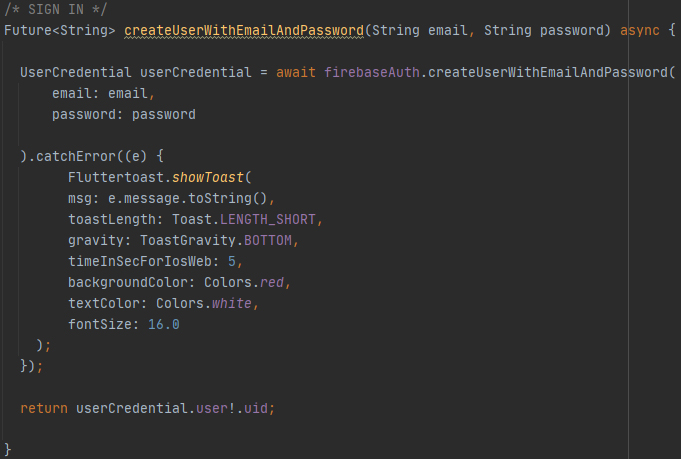 /* SIGN IN */
Future<String> createUserWithEmailAndPassword(String email, String password) async {
UserCredential userCredential = await firebaseAuth.createUserWithEmailAndPassword(
email: email,
password: password
).catchError((e) {
Fluttertoast.showToast(
msg: e.message.toString(),
toastLength: Toast.LENGTH_SHORT,
gravity: ToastGravity.BOTTOM,
timeInSecForIosWeb: 5,
backgroundColor: Colors.red,
textColor: Colors.white,
fontSize: 16.0
);
});
return userCredential.user!.uid;
}